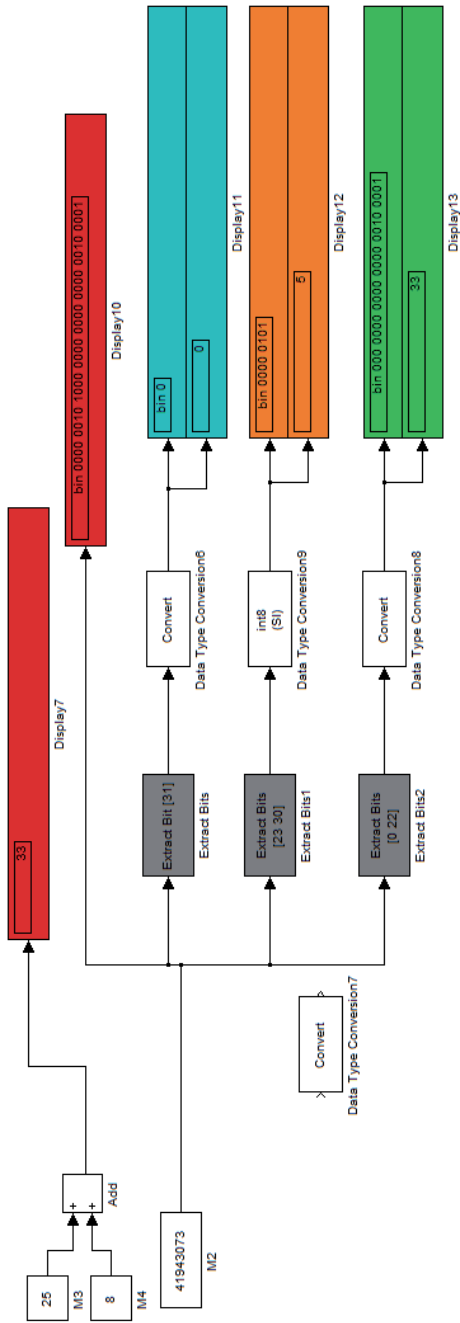 25
M3
8
M4
+
+
Add
33
Display7
41943073
M2
bin 0000 0010 1000 0000 0000 0000 0010 0001
Display10
Extract Bit [31]
Extract Bits
Convert
Data Type Conversion6
bin 0
0
Display11
Extract Bits
[23 30]
Extract Bits1
int8
(SI)
Data Type Conversion9
bin 0000 0101
5
Display12
Convert
Data Type Conversion7
Extract Bits
[0 22]
Extract Bits2
Convert
Data Type Conversion8
bin 000 0000 0000 0000 0010 0001
33
Display13